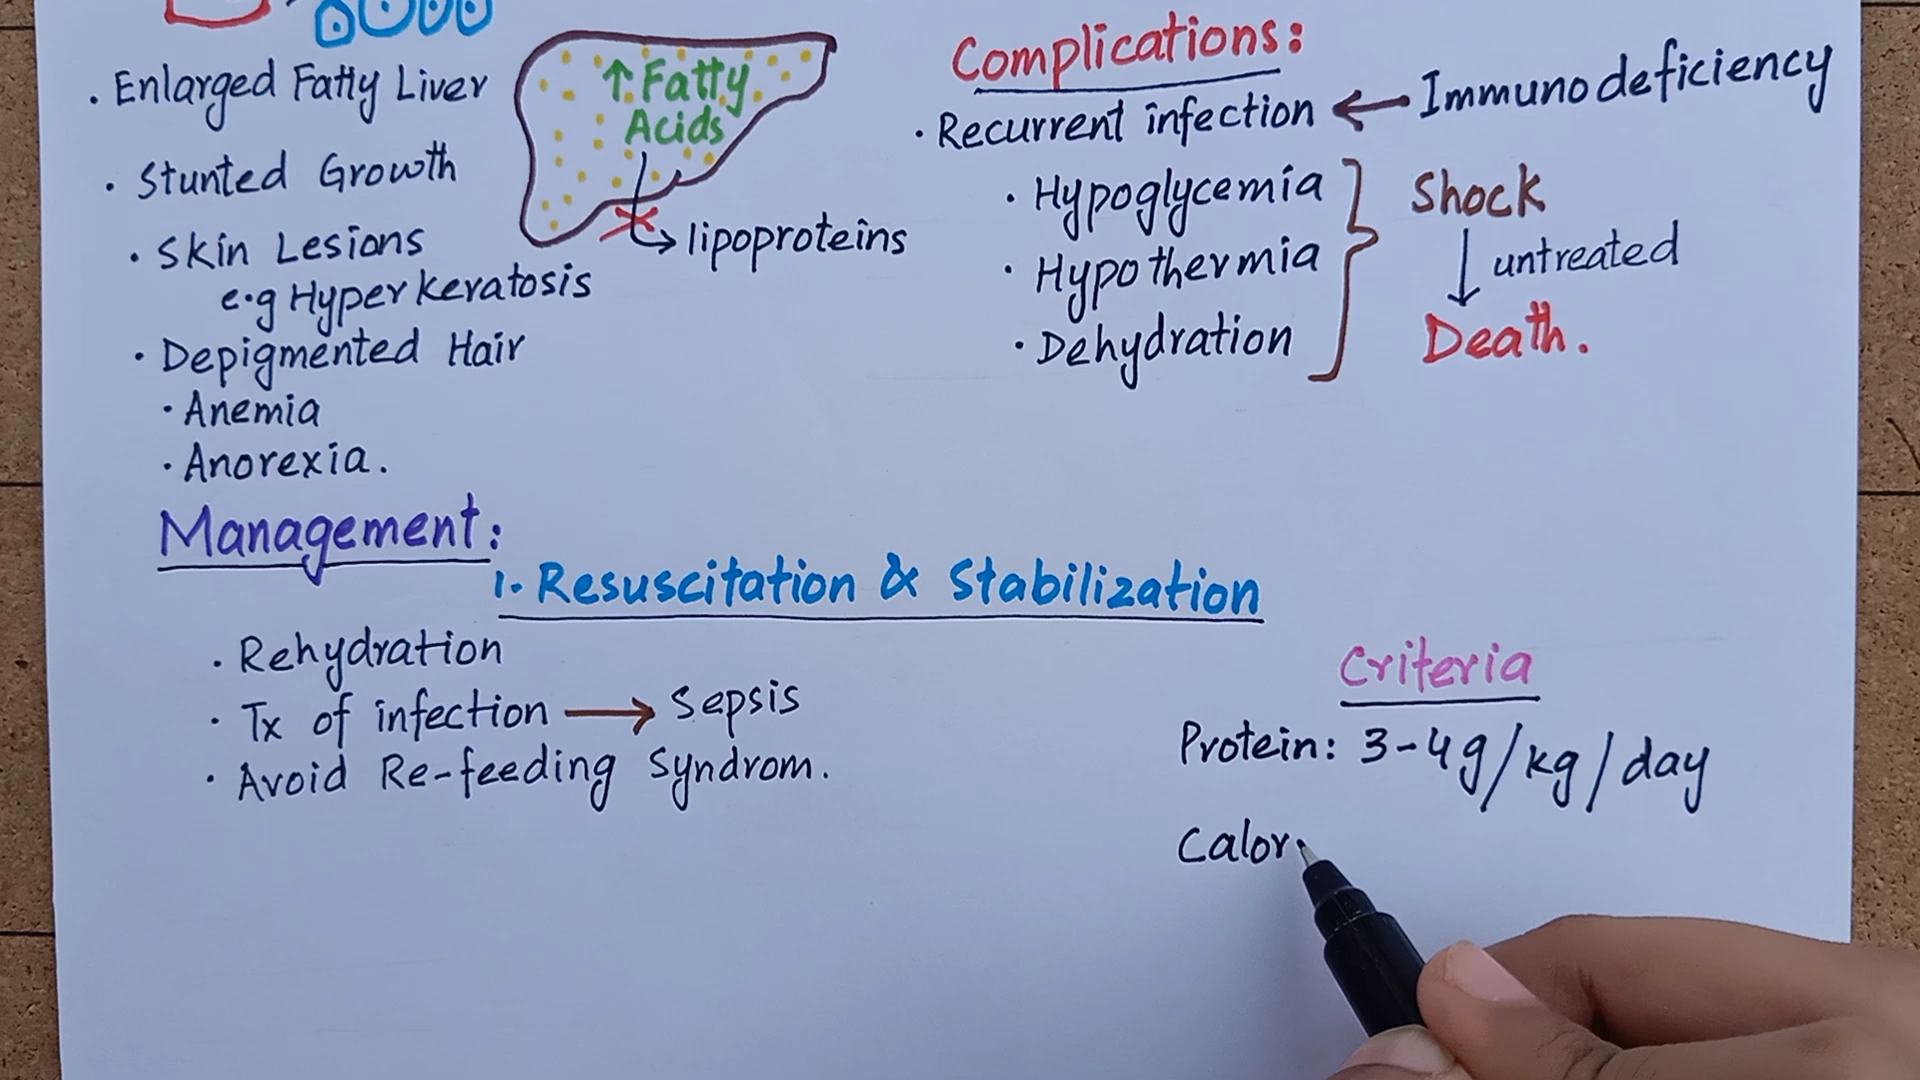 . Enlarged Fatty Liver
. Stunted Growth
. Skin Lesions
e.g Hyperkeratosis
. Depigmented Hair
. Anemia
. Anorexia.
↑ Fatty
Acids
lipoproteins
Complications:
. Recurrent infection ← Immunodeficiency
. Hypoglycemia
. Hypothermia
. Dehydration
Shock
untreated
Death.
Management:
1. Resuscitation & Stabilization
. Rehydration
. Tx of infection → Sepsis
. Avoid Re-feeding Syndrom.
Criteria
Protein: 3-4g/kg/day
Calor